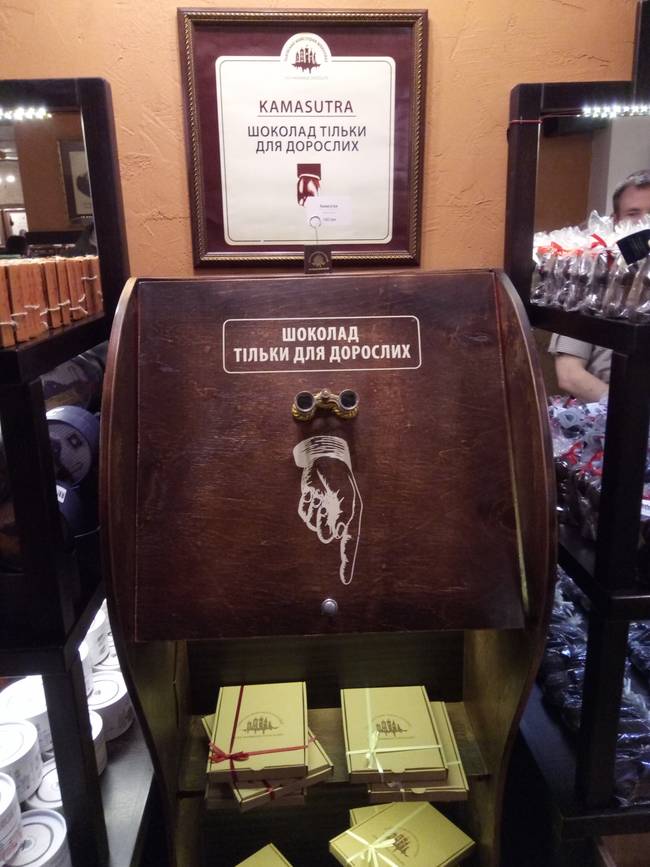 KAMASUTRA
ШОКОЛАД ТІЛЬКИ
ДЛЯ ДОРОСЛИХ
ШОКОЛАД
ТІЛЬКИ ДЛЯ ДОРОСЛИХ